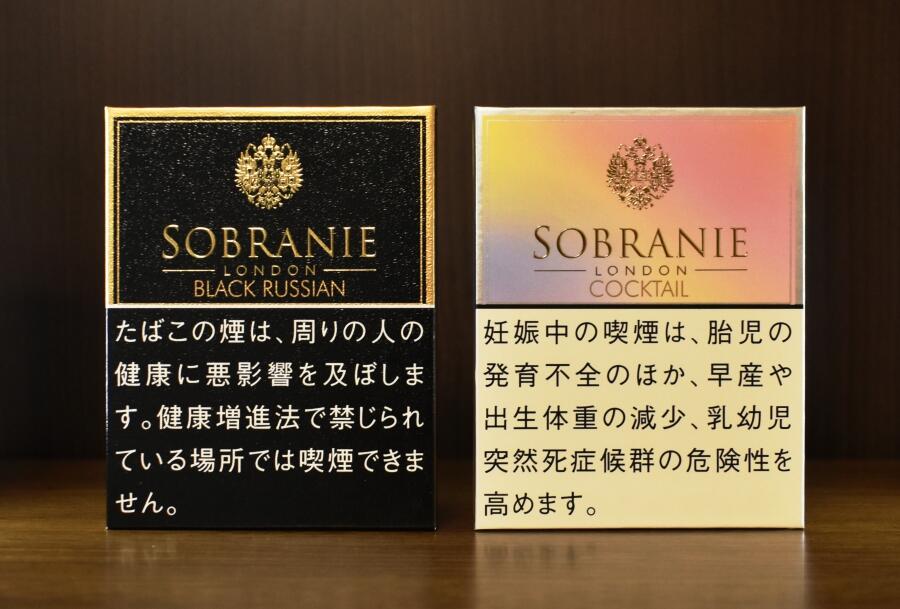 SOBRANIE
LONDON
BLACK RUSSIAN
たばこの煙は、周りの人の
健康に悪影響を及ぼしま
す。健康増進法で禁じられ
ている場所では喫煙できま
せん。
SOBRANIE
LONDON
COCKTAIL
妊娠中の喫煙は、胎児の
発育不全のほか、早産や
出生体重の減少、乳幼児
突然死症候群の危険性を
高めます。